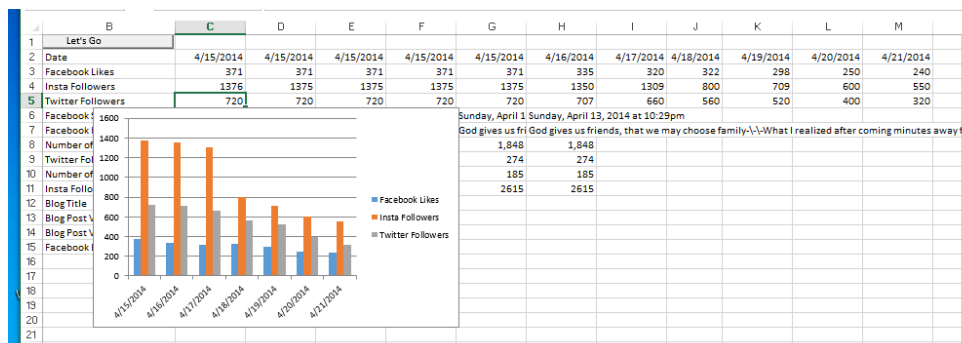 B C D E F F G H I J K L M
1 Let's Go
2 Date 4/15/2014 4/15/2014 4/15/2014 4/15/2014 4/15/2014 4/16/2014 4/17/2014 4/18/2014 4/19/2014 4/20/2014 4/21/2014
3 Facebook Likes 371 371 371 371 371 335 320 322 298 250 240
4 Insta Followers 1376 1375 1375 1375 1375 1350 1309 800 709 600 550
5 Twitter Followers 720 720 720 720 720 707 660 560 520 400 320
6 Facebook Sunday, April 1 Sunday, April 13, 2014 at 10:29pm
7 Facebook God gives us fri God gives us friends, that we may choose family-\-\-What I realized after coming minutes away
8 Number of 1,848 1,848
9 Twitter Fol 274 274
10 Number of 185 185
11 Insta Follo 2615 2615
12 Blog Title
13 Blog Post V
14 Blog Post V
15 Facebook
16
17
18
19
20
21
1600
1400
1200
1000
800
600
400
200
0
4/15/2014 4/16/2014 4/17/2014 4/18/2014 4/19/2014 4/20/2014 4/21/2014
Facebook Likes
Insta Followers
Twitter Followers